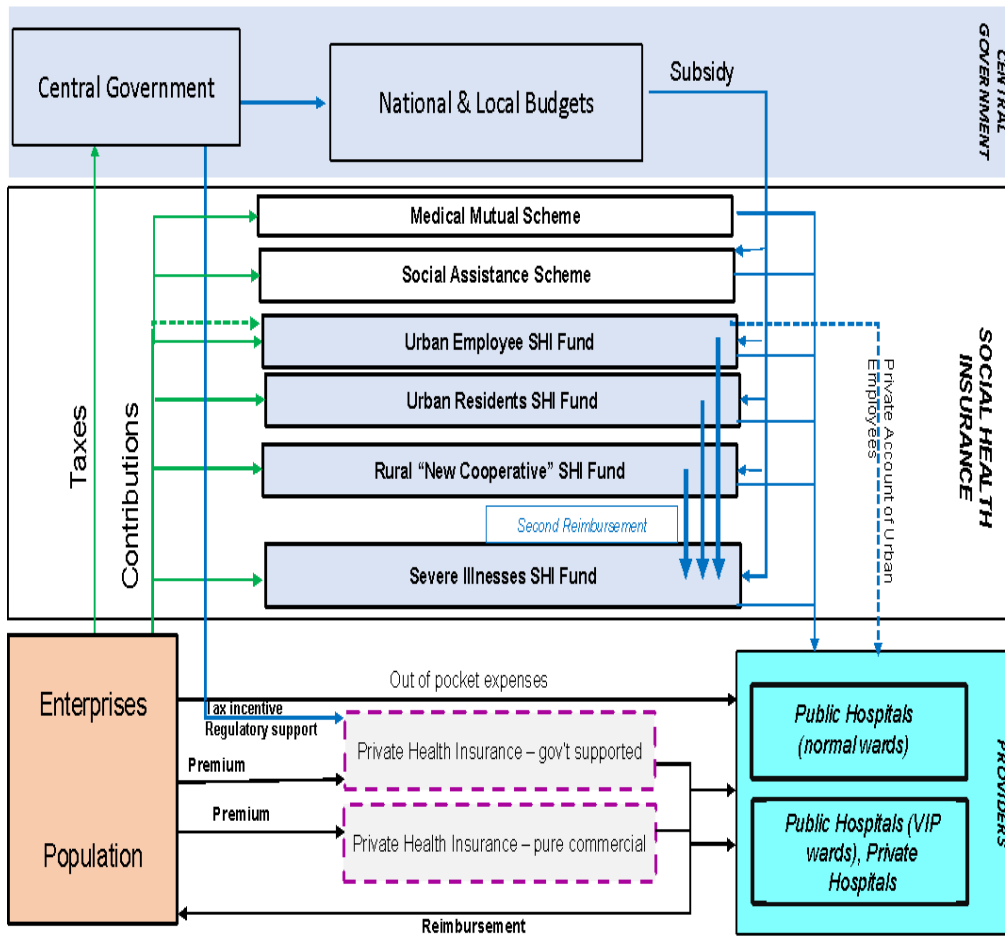 CENTRAL
GOVERNMENT
Central Government
National & Local Budgets
Subsidy
Medical Mutual Scheme
Social Assistance Scheme
Urban Employee SHI Fund
Urban Residents SHI Fund
Rural “New Cooperative” SHI Fund
Second Reimbursement
Severe Illnesses SHI Fund
Taxes
Contributions
Private Account of Urban
Employees
SOCIAL HEALTH
INSURANCE
Enterprises
Population
Out of pocket expenses
Tax incentive
Regulatory support
Private Health Insurance – gov't supported
Premium
Premium
Private Health Insurance – pure commercial
Reimbursement
Public Hospitals
(normal wards)
Public Hospitals (VIP
wards), Private
Hospitals
PROVIDERS